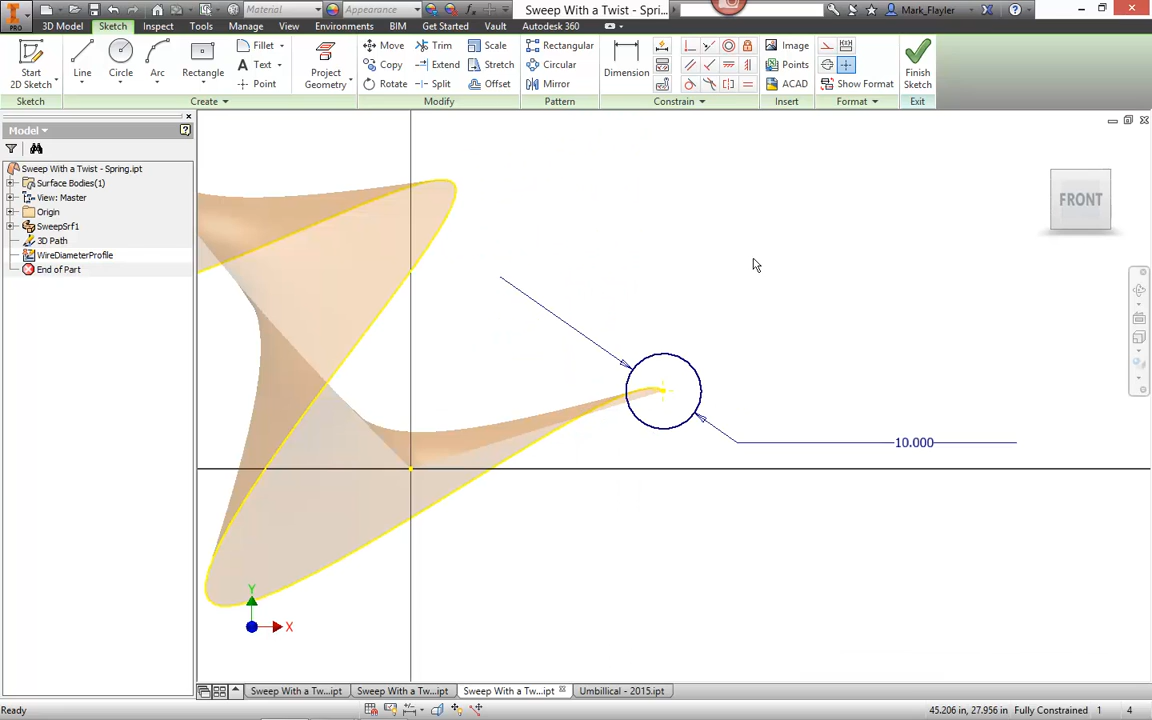 Material
Appearance
Sweep With a Twist - Spring...
Mark_Flayler
PRO
3D Model
Sketch
Inspect
Tools
Manage
View
Environments
BIM
Get Started
Vault
Autodesk 360
Start
2D Sketch
Line
Circle
Arc
Rectangle
Fillet
Text
Point
Project
Geometry
Move
Copy
Rotate
Trim
Extend
Split
Scale
Stretch
Offset
Rectangular
Circular
Mirror
Dimension
Image
Points
ACAD
Show Format
Finish
Sketch
Sketch
Create
Modify
Pattern
Constrain
Insert
Format
Exit
Model
Sweep With a Twist - Spring.ipt
Surface Bodies(1)
View: Master
Origin
SweepSrf1
3D Path
WireDiameterProfile
End of Part
FRONT
10.000
Y
X
Sweep With a Tw...ipt
Sweep With a Tw...ipt
Sweep With a Tw...ipt
Umbillical - 2015.ipt
Ready
45.206 in, 27.956 in
Fully Constrained
1
4